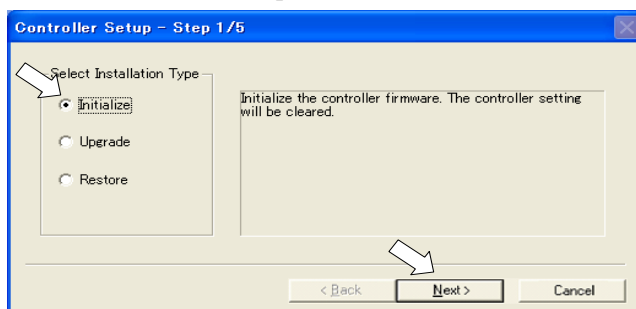 Controller Setup - Step 1/5
Select Installation Type
Initialize
Initialize the controller firmware. The controller setting
will be cleared.
Upgrade
Restore
< Back
Next >
Cancel